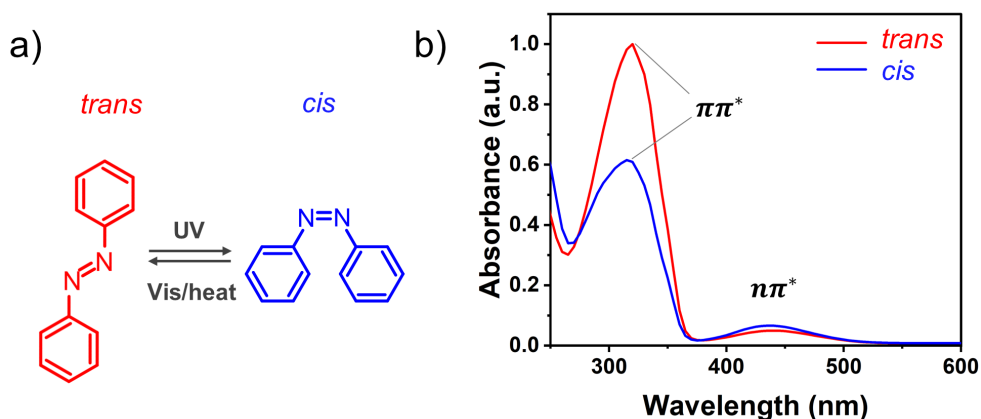 a)
trans
cis
N
N
UV
Vis/heat
N
N
b)
Absorbance (a.u.)
1.0
0.8
0.6
0.4
0.2
0.0
300
400
500
600
Wavelength (nm)
trans
cis
ππ*
nπ*